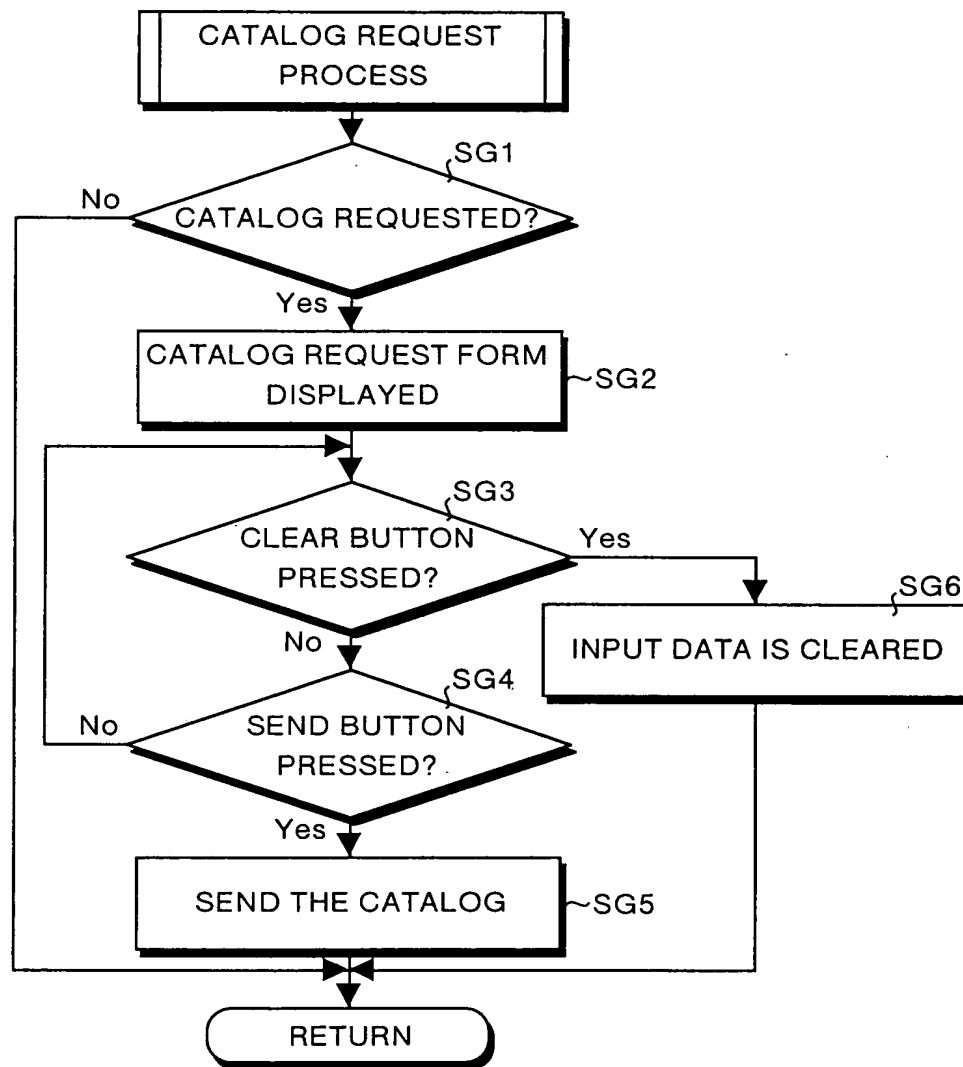 CATALOG REQUEST
PROCESS
SG1
No
CATALOG REQUESTED?
Yes
CATALOG REQUEST FORM
DISPLAYED
SG2
SG3
CLEAR BUTTON
PRESSED?
Yes
SG6
INPUT DATA IS CLEARED
No
SG4
No
SEND BUTTON
PRESSED?
Yes
SEND THE CATALOG
SG5
RETURN